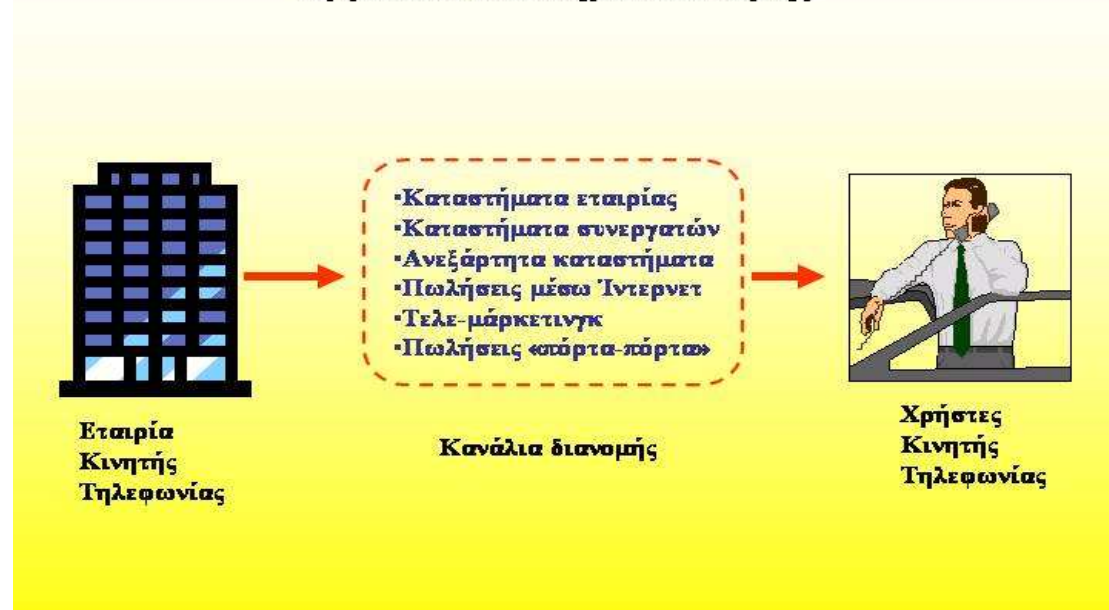 •Καταστήματα εταιρίας
•Καταστήματα συνεργατών
•Ανεξάρτητα καταστήματα
•Πωλήσεις μέσω Ίντερνετ
•Τελε-μάρκετινγκ
•Πωλήσεις «πόρτα-πόρτα»
Εταιρία
Κινητής
Τηλεφωνίας
Κανάλια διανομής
Χρήστες
Κινητής
Τηλεφωνίας